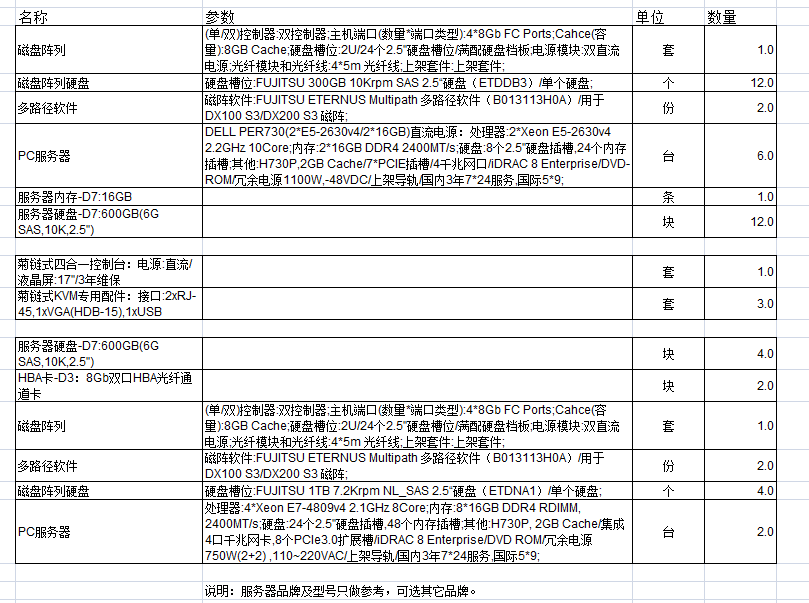 名称 参数 单位 数量
磁盘阵列
(单/双)控制器:双控制器;主机端口(数量*端口类型):4*8Gb FC Ports;Cahce(容
量):8GB Cache;硬盘槽位:2U/24个2.5"硬盘槽位/满配硬盘档板;电源模块:双直流
电源;光纤模块和光纤线:4*5m 光纤线;上架套件:上架套件;
套 1.0
磁盘阵列硬盘 硬盘槽位:FUJITSU 300GB 10Krpm SAS 2.5“硬盘（ETDDB3）/单个硬盘; 个 12.0
多路径软件
磁阵软件:FUJITSU ETERNUS Multipath 多路径软件（B013113H0A）/用于
DX100 S3/DX200 S3 磁阵;
份 2.0
PC服务器
DELL PER730(2*E5-2630v4/2*16GB)直流电源：处理器:2*Xeon E5-2630v4
2.2GHz 10Core;内存:2*16GB DDR4 2400MT/s;硬盘:8个2.5"硬盘插槽,24个内存
插槽;其他:H730P,2GB Cache/7*PCIE插槽/4千兆网口/iDRAC 8 Enterprise/DVD-
ROM/冗余电源1100W,-48VDC/上架导轨/国内3年7*24服务,国际5*9;
台 6.0
服务器内存-D7:16GB 条 1.0
服务器硬盘-D7:600GB(6G
SAS,10K,2.5")
块 12.0
菊链式四合一控制台：电源:直流/
液晶屏:17"/3年维保
套 1.0
菊链式KVM专用配件：接口:2xRJ-
45,1xVGA(HDB-15),1xUSB
套 3.0
服务器硬盘-D7:600GB(6G
SAS,10K,2.5")
块 4.0
HBA卡-D3：8Gb双口HBA光纤通
道卡
块 2.0
磁盘阵列
(单/双)控制器:双控制器;主机端口(数量*端口类型):4*8Gb FC Ports;Cahce(容
量):8GB Cache;硬盘槽位:2U/24个2.5"硬盘槽位/满配硬盘档板;电源模块:双直流
电源;光纤模块和光纤线:4*5m 光纤线;上架套件:上架套件;
套 1.0
多路径软件
磁阵软件:FUJITSU ETERNUS Multipath 多路径软件（B013113H0A）/用于
DX100 S3/DX200 S3 磁阵;
份 2.0
磁盘阵列硬盘 硬盘槽位:FUJITSU 1TB 7.2Krpm NL_SAS 2.5“硬盘（ETDNA1）/单个硬盘; 个 4.0
PC服务器
处理器:4*Xeon E7-4809v4 2.1GHz 8Core;内存:8*16GB DDR4 RDIMM,
2400MT/s;硬盘:24个2.5"硬盘插槽,48个内存插槽;其他:H730P, 2GB Cache/集成
4口千兆网卡,8个PCIe3.0扩展槽/iDRAC 8 Enterprise/DVD ROM/冗余电源
750W(2+2) ,110~220VAC/上架导轨/国内3年7*24服务,国际5*9;
台 2.0
说明：服务器品牌及型号只做参考，可选其它品牌。